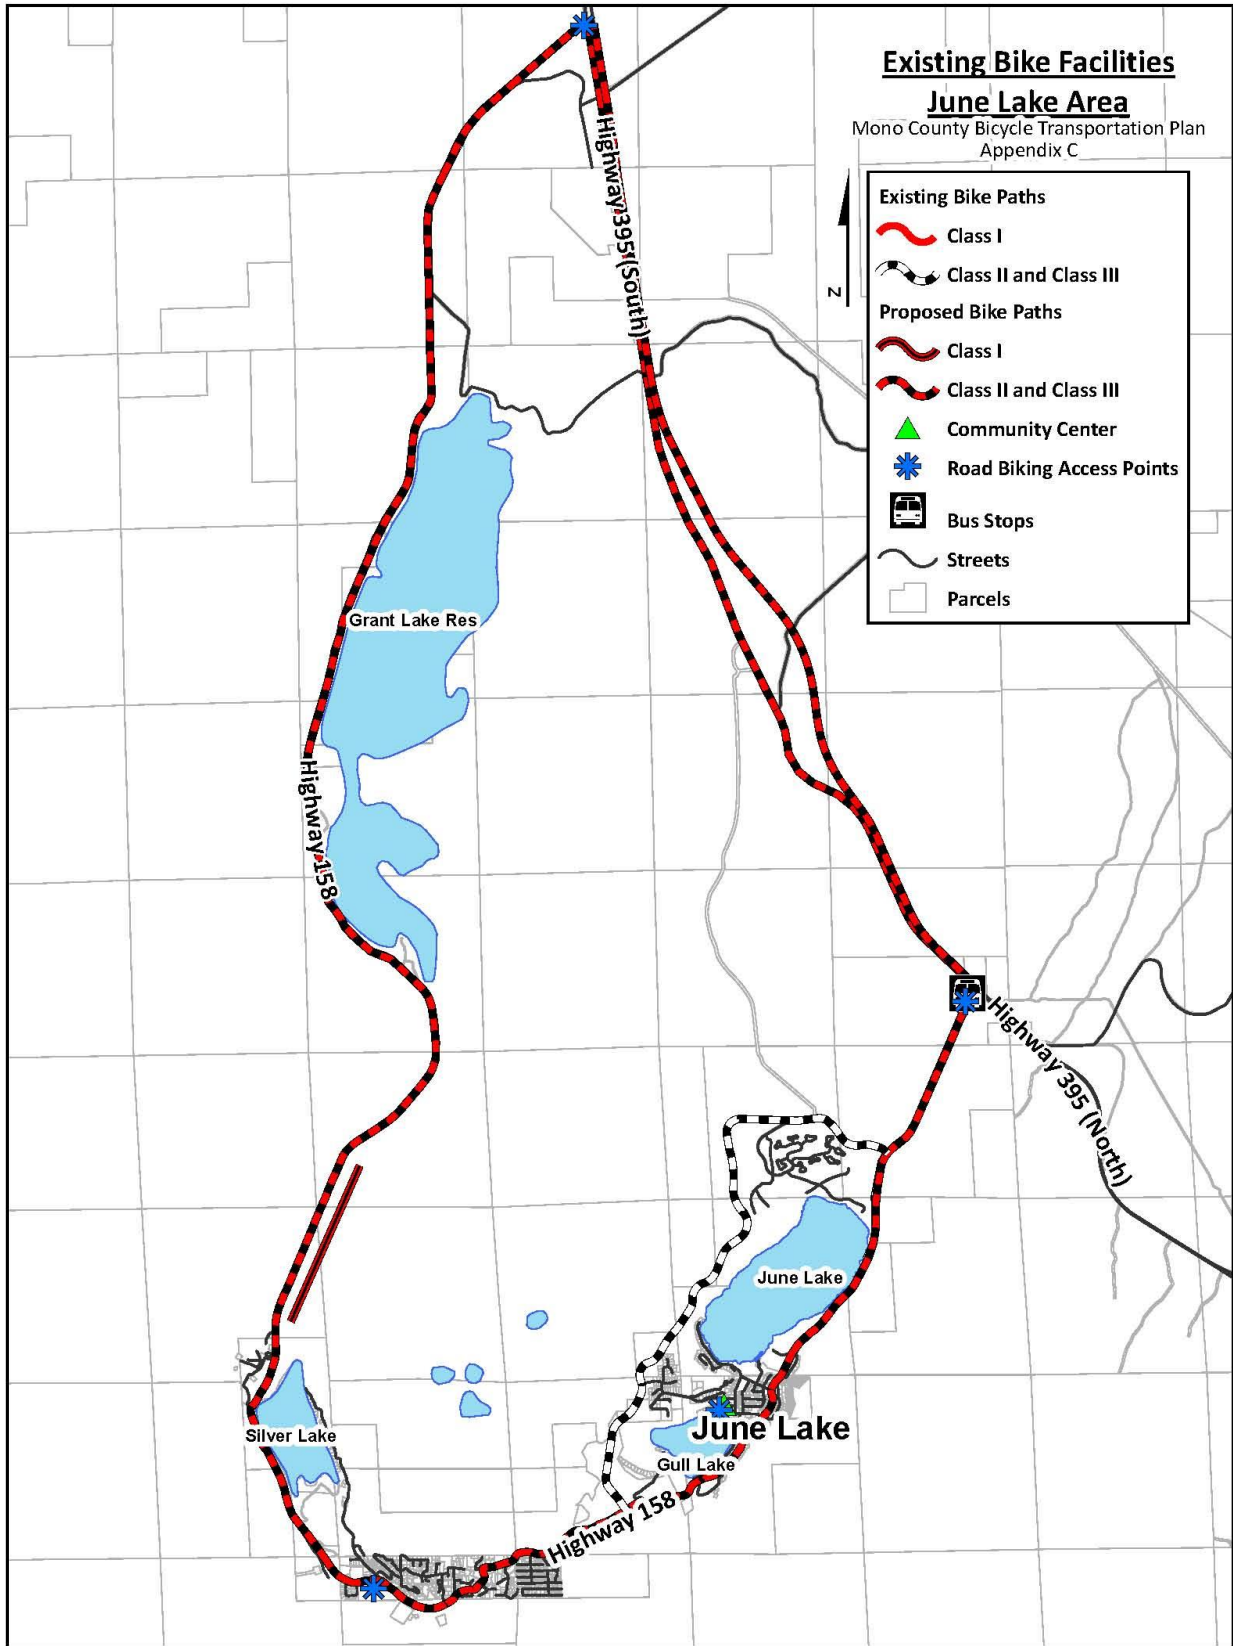 Existing Bike Facilities
June Lake Area
Mono County Bicycle Transportation Plan
Appendix C
Existing Bike Paths
Class I
Class II and Class III
Proposed Bike Paths
Class I
Class II and Class III
Community Center
Road Biking Access Points
Bus Stops
Streets
Parcels
N
Highway 395 (South)
Grant Lake Res
Highway 158
Highway 395 (North)
June Lake
June Lake
Silver Lake
Gull Lake
Highway 158